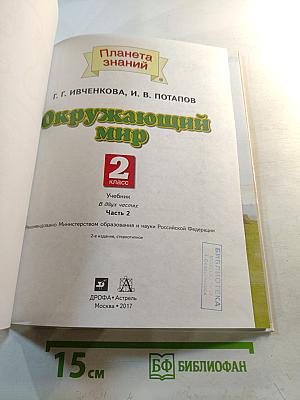 Планета
знаний
Г. Г. ИВЧЕНКОВА, И. В. ПОТАПОВ
Окружающий
мир
2
класс
Учебник
В двух частях
Часть 2
Рекомендовано Министерством образования и науки Российской Федерации
2-е издание, стереотипное
БИБЛИОТЕКА
ДРОФА • Астрель
Москва • 2017
15 см
БФ БИБЛИОФАН